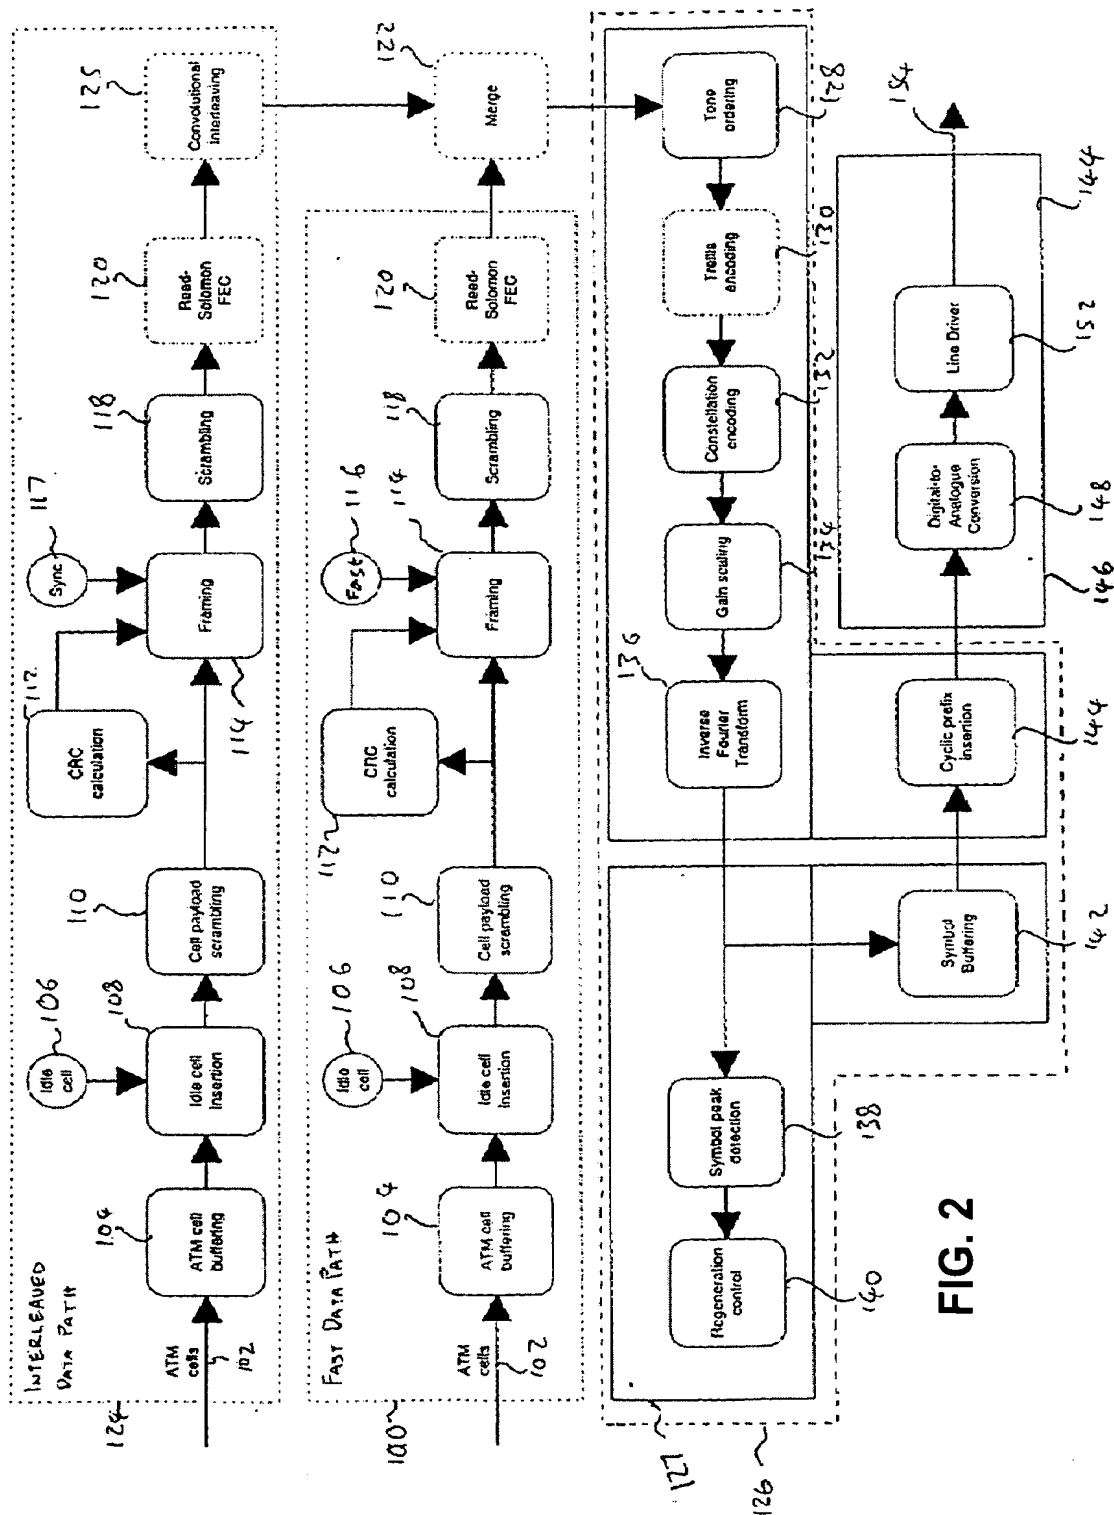 INTERLEAVED
DATA PATH
124
ATM
cells
102
ATM cell
buffering
104
Idle cell
106
Idle cell
insertion
108
Cell payload
scrambling
110
CRC
calculation
112
Framing
114
Sync
117
Scrambling
118
Reed-
Solomon
FEC
120
Convolutional
Interleaving
125
FAST DATA PATH
100
ATM
cells
102
ATM cell
buffering
104
Idle
cell
106
Idle cell
insertion
108
Cell payload
scrambling
110
CRC
calculation
112
Framing
114
Fast
116
Scrambling
118
Reed-
Solomon
FEC
120
Merge
122
Tone
ordering
128
Trellis
encoding
130
Constellation
encoding
132
Gain scaling
134
Inverse
Fourier
Transform
136
Symbol peak
detection
138
Regeneration
control
140
127
126
Symbol
Buffering
142
Cyclic prefix
insertion
144
Digital-to-
Analogue
Conversion
148
146
Line Driver
152
144
154
FIG. 2